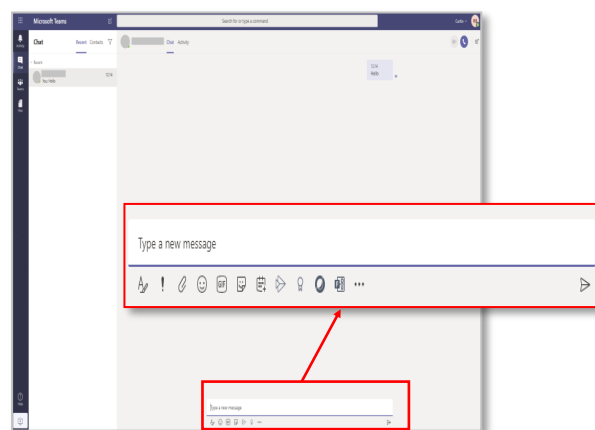 Microsoft Teams
Search for or type a command
Chat
Recent Contacts
Chat Activity
Recent
You: Hello
Hello
Type a new message
GIF
Type a new message